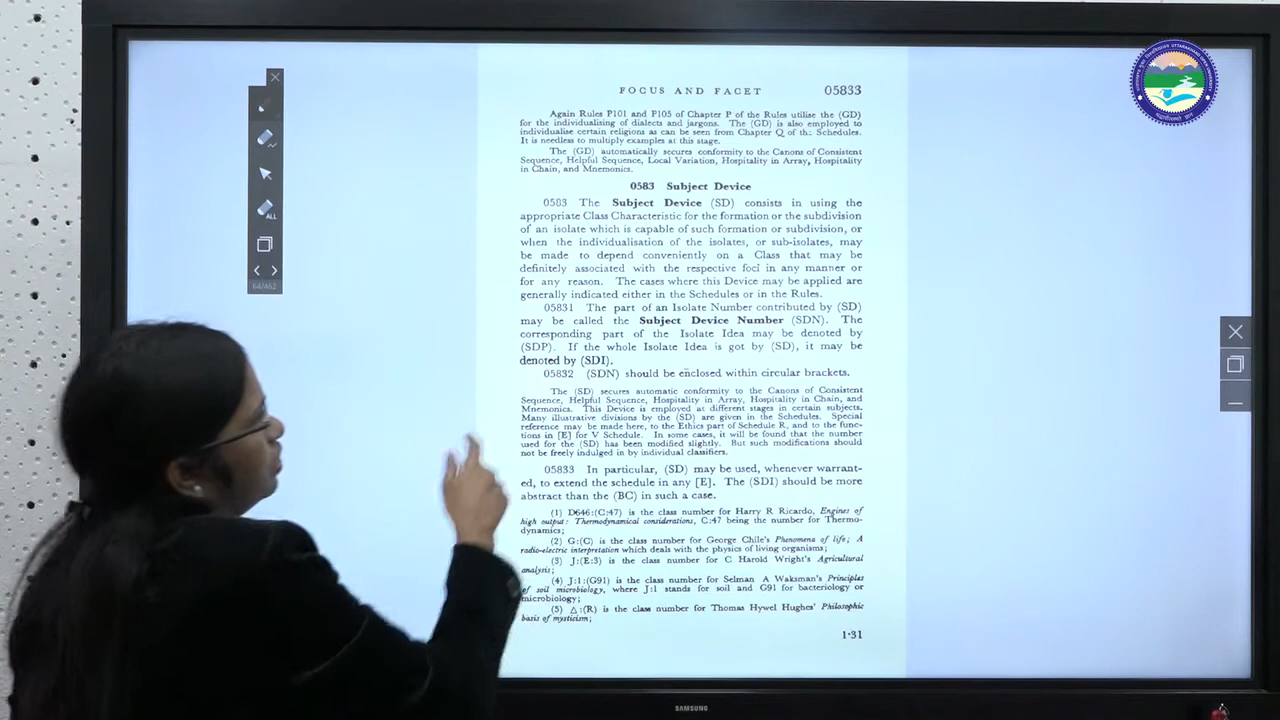 FOCUS AND FACET 05833
Again Rules P101 and P105 of Chapter P of the Rules utilise the (GD)
for the individualising of dialects and jargons. The (GD) is also employed to
individualise certain religions as can be seen from Chapter Q of the Schedules.
It is needless to multiply examples at this stage.
The (GD) automatically secures conformity to the Canons of Consistent
Sequence, Helpful Sequence, Local Variation, Hospitality in Array, Hospitality
in Chain, and Mnemonics.
0583 Subject Device
0583 The Subject Device (SD) consists in using the
appropriate Class Characteristic for the formation or the subdivision
of an isolate which is capable of such formation or subdivision, or
when the individualisation of the isolates, or sub-isolates, may
be made to depend conveniently on a Class that may be
definitely associated with the respective foci in any manner or
for any reason. The cases where this Device may be applied are
generally indicated either in the Schedules or in the Rules.
05831 The part of an Isolate Number contributed by (SD)
may be called the Subject Device Number (SDN). The
corresponding part of the Isolate Idea may be denoted by
(SDP). If the whole Isolate Idea is got by (SD), it may be
denoted by (SDI).
05832 (SDN) should be enclosed within circular brackets.
The (SD) secures automatic conformity to the Canons of Consistent
Sequence, Helpful Sequence, Hospitality in Array, Hospitality in Chain, and
Mnemonics. This Device is employed at different stages in certain subjects.
Many illustrative divisions by the (SD) are given in the Schedules. Special
reference may be made here, to the Ethics part of Schedule R, and to the func-
tions in [E] for V Schedule. In some cases, it will be found that the number
used for the (SD) has been modified slightly. But such modifications should
not be freely indulged in by individual classifiers.
05833 In particular, (SD) may be used, whenever warrant-
ed, to extend the schedule in any [E]. The (SDI) should be more
abstract than the (BC) in such a case.
(1) D646:(C:47) is the class number for Harry R Ricardo, Engines of
high output: Thermodynamical considerations, C:47 being the number for Thermo-
dynamics;
(2) G:(C) is the class number for George Chile's Phenomena of life; A
radio-electric interpretation which deals with the physics of living organisms;
(3) J:(E:3) is the class number for C Harold Wright's Agricultural
analysis;
(4) J:1:(G91) is the class number for Selman A Waksman's Principles
of soil microbiology, where J:1 stands for soil and G91 for bacteriology or
microbiology;
(5) △:(R) is the class number for Thomas Hywel Hughes' Philosophic
basis of mysticism;
1·31
ALL
64/462
SAMSUNG